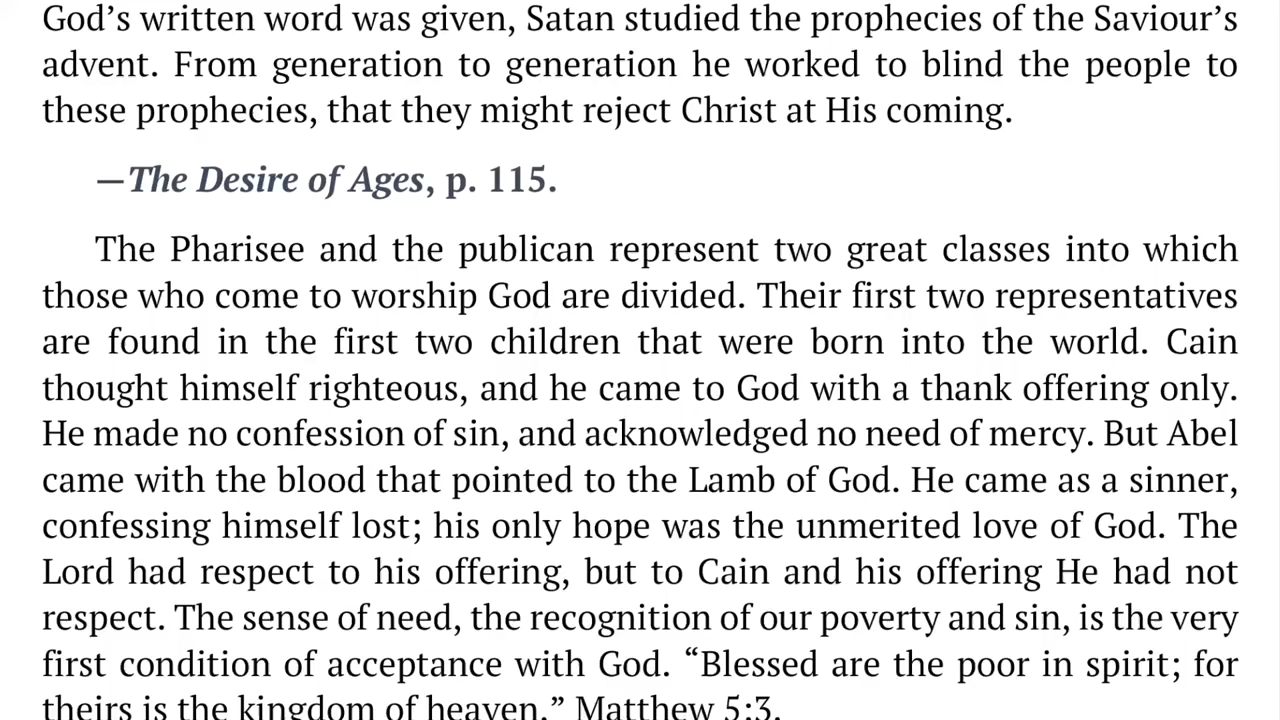 God’s written word was given, Satan studied the prophecies of the Saviour’s
advent. From generation to generation he worked to blind the people to
these prophecies, that they might reject Christ at His coming.
—The Desire of Ages, p. 115.
The Pharisee and the publican represent two great classes into which
those who come to worship God are divided. Their first two representatives
are found in the first two children that were born into the world. Cain
thought himself righteous, and he came to God with a thank offering only.
He made no confession of sin, and acknowledged no need of mercy. But Abel
came with the blood that pointed to the Lamb of God. He came as a sinner,
confessing himself lost; his only hope was the unmerited love of God. The
Lord had respect to his offering, but to Cain and his offering He had not
respect. The sense of need, the recognition of our poverty and sin, is the very
first condition of acceptance with God. “Blessed are the poor in spirit; for
theirs is the kingdom of heaven.” Matthew 5:3.